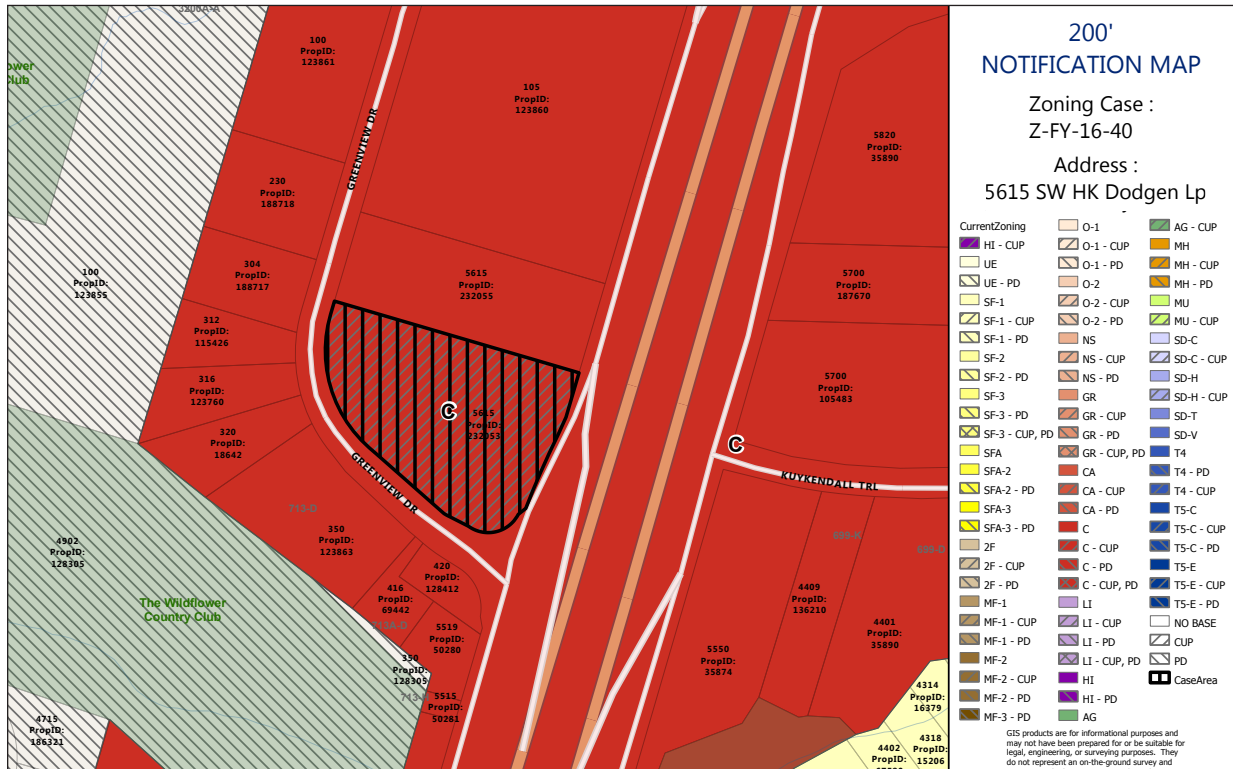 3200A-A
100
PropID:
123861
ower
Club
105
PropID:
123860
5820
PropID:
35890
GREENVIEW DR
230
PropID:
188718
100
PropID:
123855
304
PropID:
188717
5615
PropID:
232055
5700
PropID:
187670
312
PropID:
115426
316
PropID:
123760
5700
PropID:
105483
320
PropID:
18642
C
5615
PropID:
232053
C
KUYKENDALL TRL
GREENVIEW DR
713-D
350
PropID:
123863
899-K
4902
PropID:
128305
420
PropID:
128412
416
PropID:
69442
4409
PropID:
136210
The Wildflower
Country Club
713A-D
5519
PropID:
50280
4401
PropID:
35890
350
PropID:
128305
5550
PropID:
35874
5515
PropID:
50281
4314
PropID:
16379
4715
PropID:
186321
4318
PropID:
15206
4402
PropID:
200'
NOTIFICATION MAP
Zoning Case :
Z-FY-16-40
Address :
5615 SW HK Dodgen Lp
CurrentZoning
HI - CUP
UE
UE - PD
SF-1
SF-1 - CUP
SF-1 - PD
SF-2
SF-2 - PD
SF-3
SF-3 - PD
SF-3 - CUP, PD
SFA
SFA-2
SFA-2 - PD
SFA-3
SFA-3 - PD
2F
2F - CUP
2F - PD
MF-1
MF-1 - CUP
MF-1 - PD
MF-2
MF-2 - CUP
MF-2 - PD
MF-3 - PD
O-1
O-1 - CUP
O-1 - PD
O-2
O-2 - CUP
O-2 - PD
NS
NS - CUP
NS - PD
GR
GR - CUP
GR - PD
GR - CUP, PD
CA
CA - CUP
CA - PD
C
C - CUP
C - PD
C - CUP, PD
LI
LI - CUP
LI - PD
LI - CUP, PD
HI
HI - PD
AG
AG - CUP
MH
MH - CUP
MH - PD
MU
MU - CUP
SD-C
SD-C - CUP
SD-H
SD-H - CUP
SD-T
SD-V
T4
T4 - PD
T4 - CUP
T5-C
T5-C - CUP
T5-C - PD
T5-E
T5-E - CUP
T5-E - PD
NO BASE
CUP
PD
CaseArea
GIS products are for informational purposes and
may not have been prepared for or be suitable for
legal, engineering, or surveying purposes. They
do not represent an on-the-ground survey and